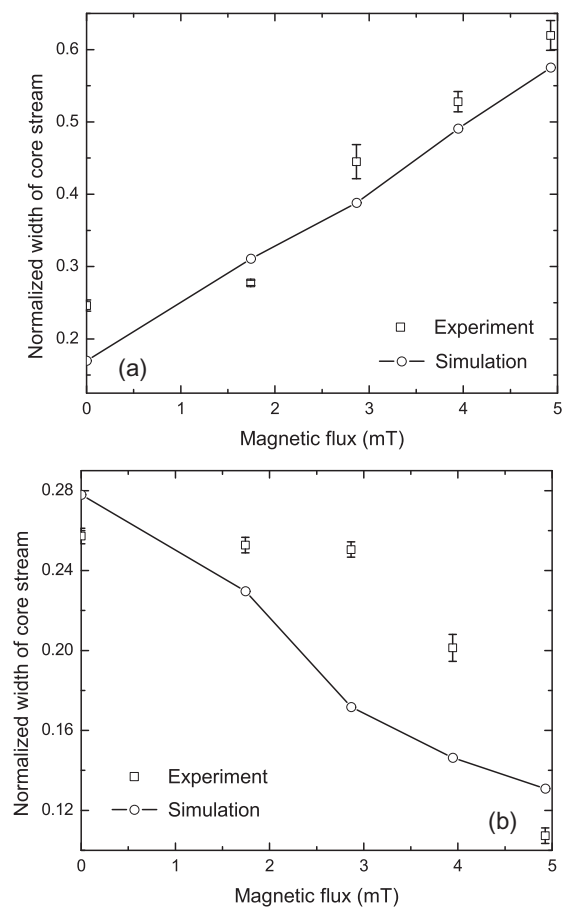 0.6
0.5
0.4
0.3
0.2
Normalized width of core stream
Experiment
Simulation
(a)
0 1 2 3 4 5
Magnetic flux (mT)
0.28
0.24
0.20
0.16
0.12
Normalized width of core stream
Experiment
Simulation
(b)
0 1 2 3 4 5
Magnetic flux (mT)